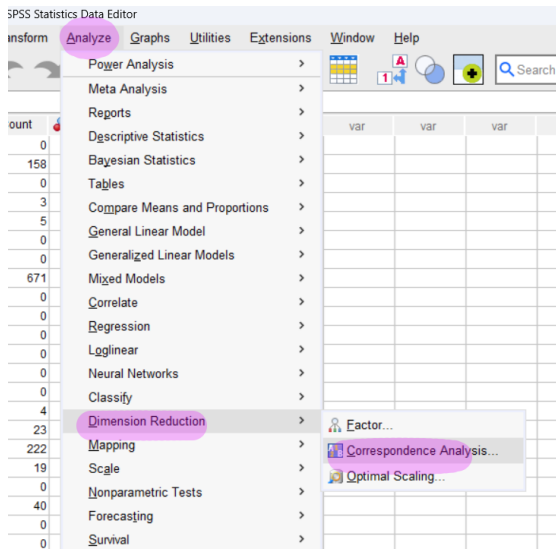 SPSS Statistics Data Editor
ansform Analyze Graphs Utilities Extensions Window Help
Power Analysis
1 A Search
Meta Analysis
Reports
ount var var var
Descriptive Statistics
0
Bayesian Statistics
158
Tables
0
3
Compare Means and Proportions
5
General Linear Model
0
Generalized Linear Models
0
Mixed Models
671
Correlate
0
0
Regression
0
Loglinear
0
Neural Networks
0
Classify
0
4
Dimension Reduction
23
Factor...
Mapping
222
Correspondence Analysis...
Scale
19
Optimal Scaling...
Nonparametric Tests
0
40
Forecasting
0
Survival
0